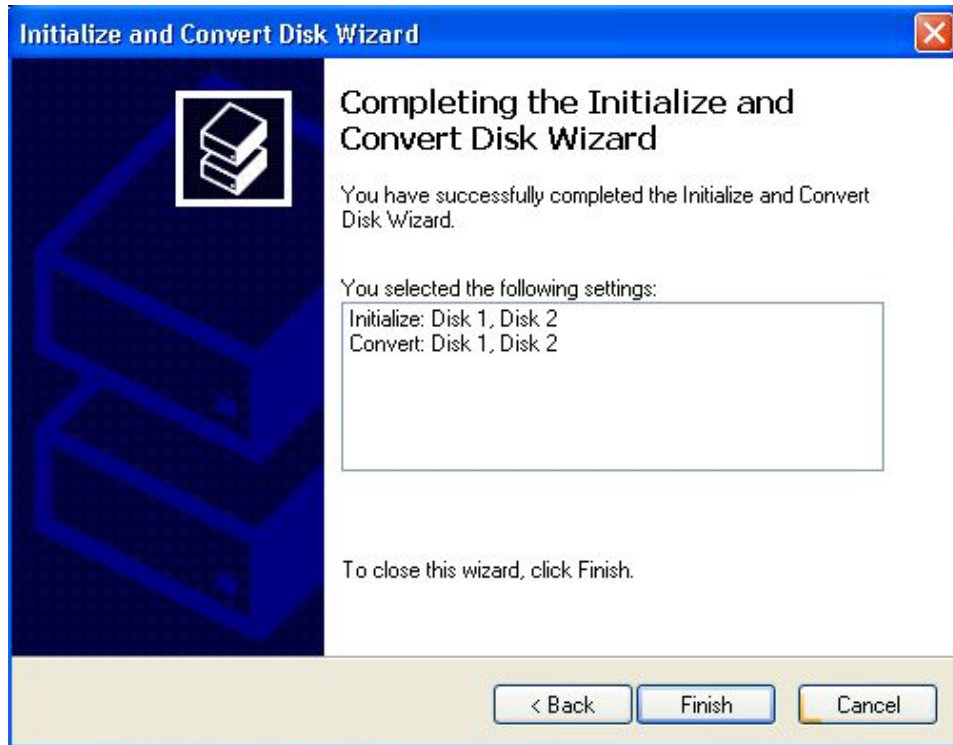 Initialize and Convert Disk Wizard
Completing the Initialize and
Convert Disk Wizard
You have successfully completed the Initialize and Convert
Disk Wizard.
You selected the following settings:
Initialize: Disk 1, Disk 2
Convert: Disk 1, Disk 2
To close this wizard, click Finish.
< Back Finish Cancel